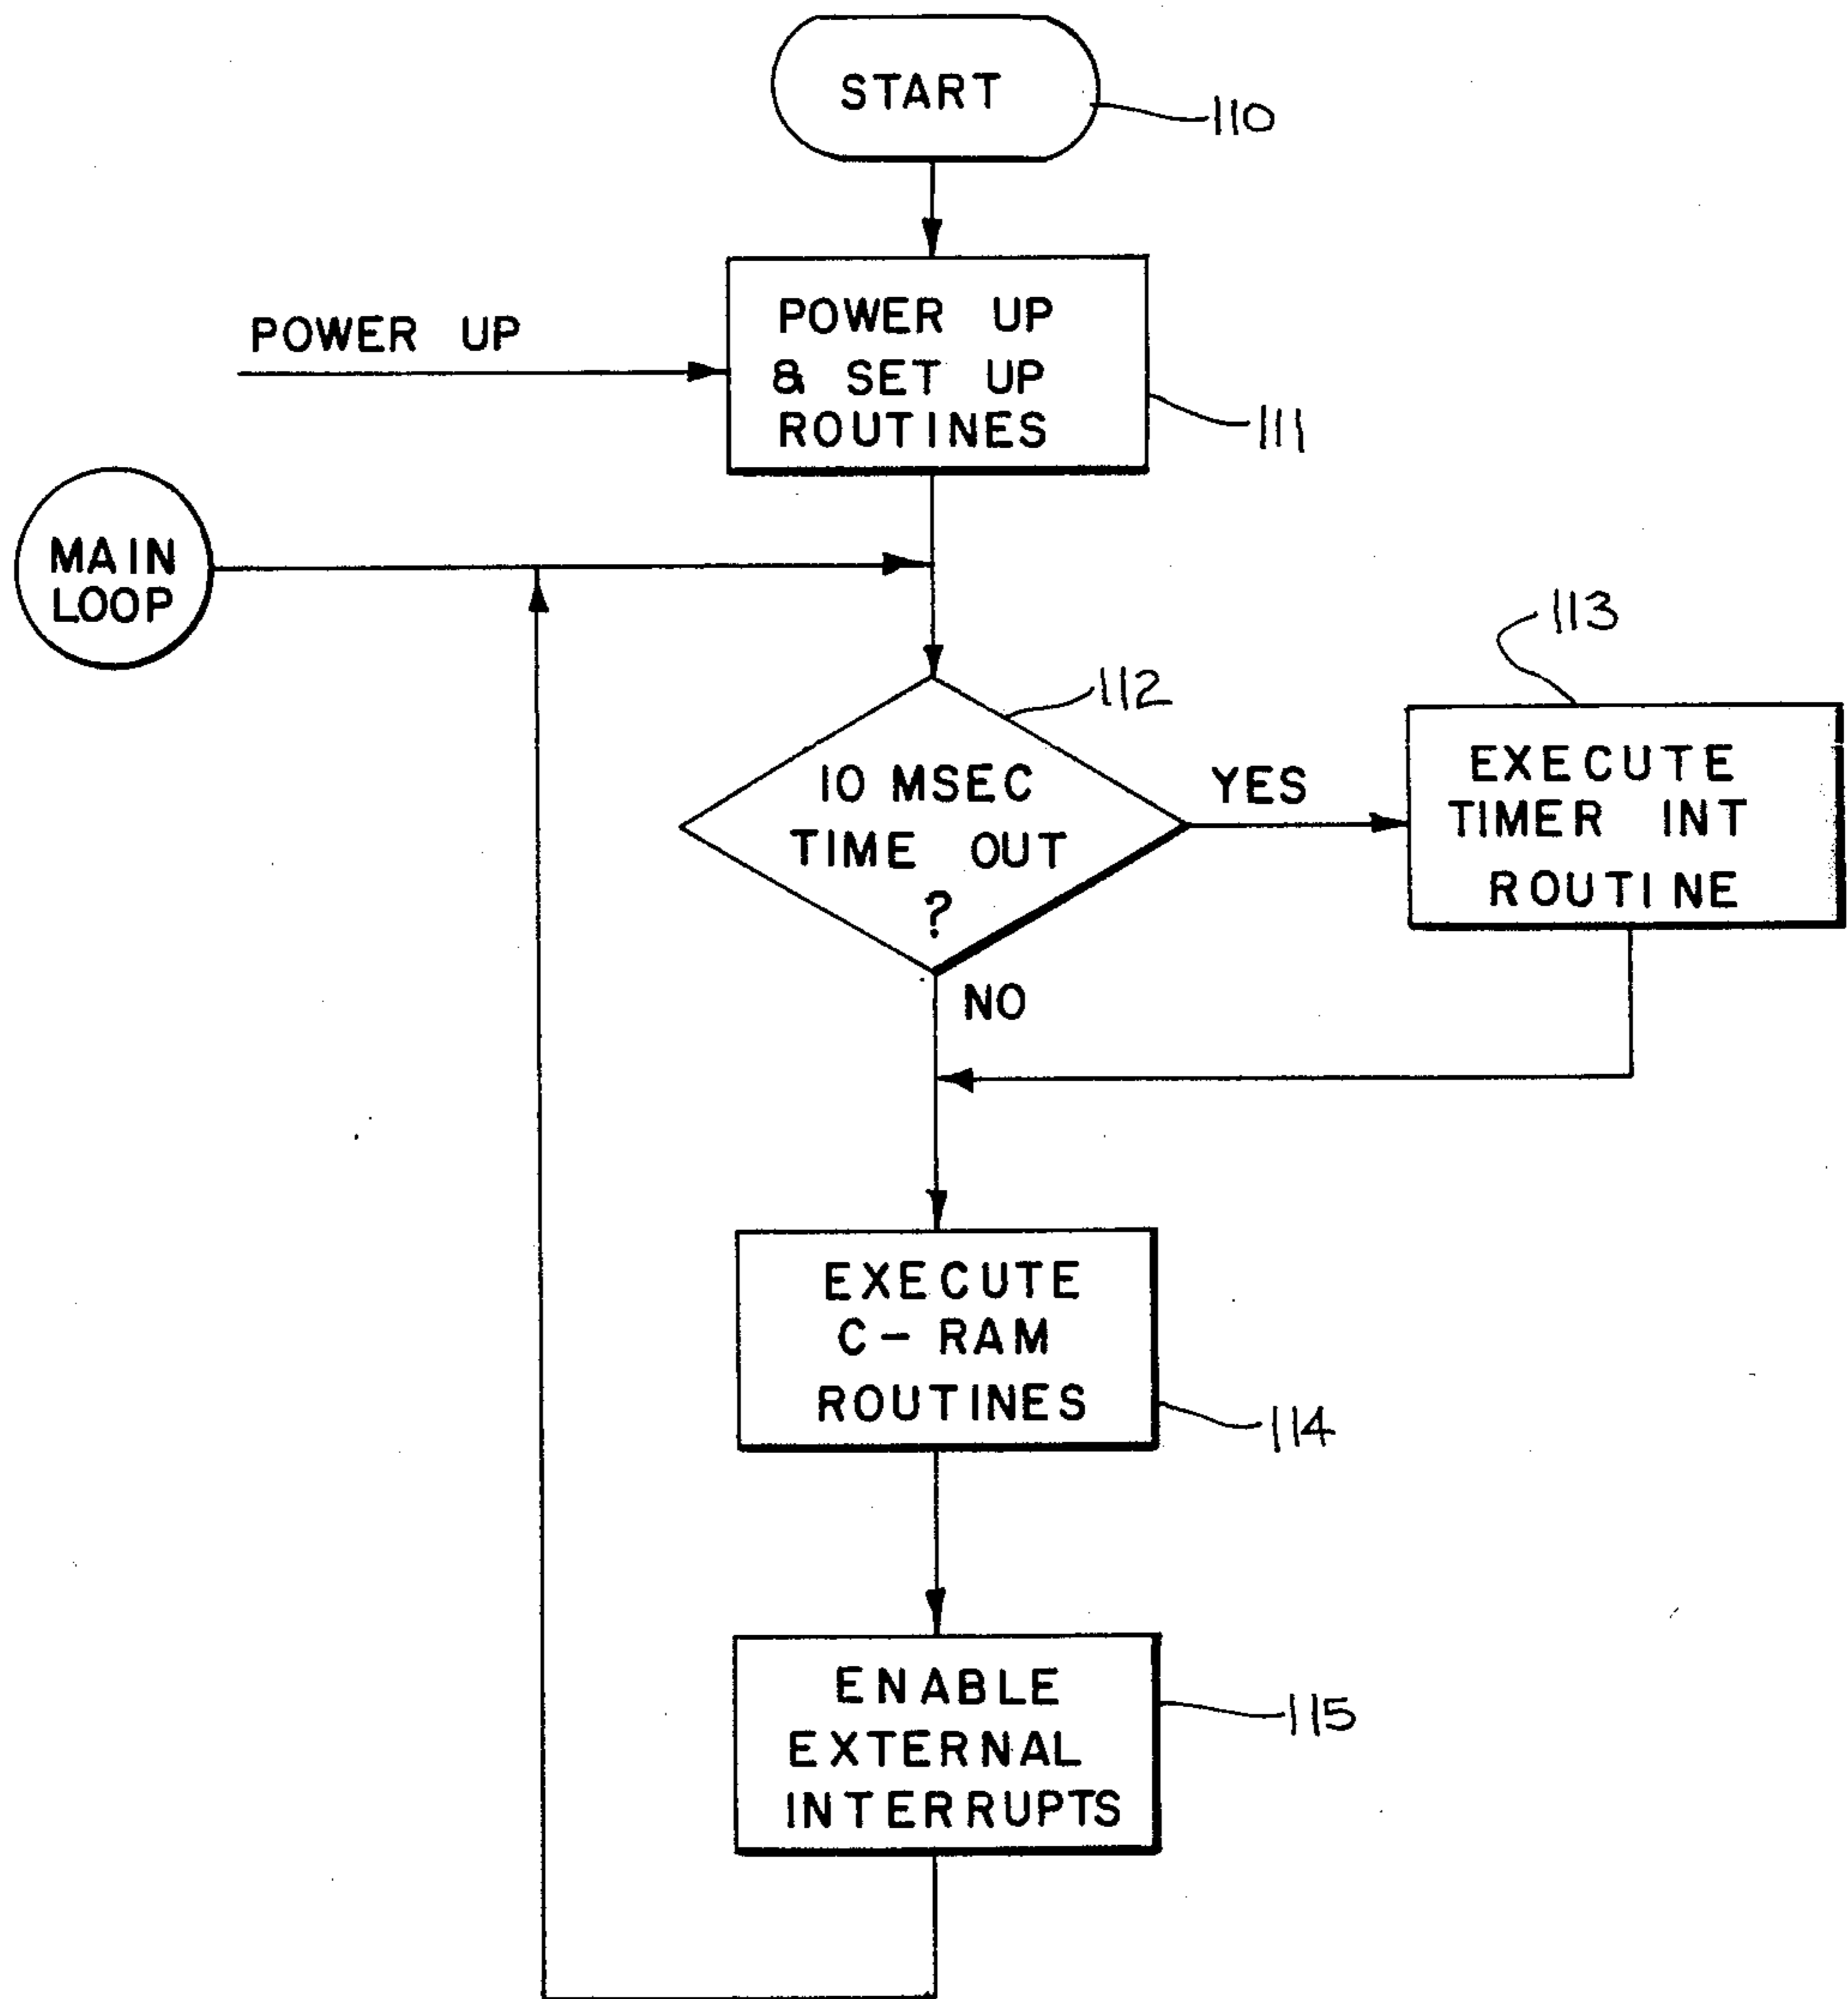 START
110
POWER UP
POWER UP
& SET UP
ROUTINES
111
MAIN
LOOP
112
10 MSEC
TIME OUT
?
YES
113
EXECUTE
TIMER INT
ROUTINE
NO
EXECUTE
C- RAM
ROUTINES
114
ENABLE
EXTERNAL
INTERRUPTS
115